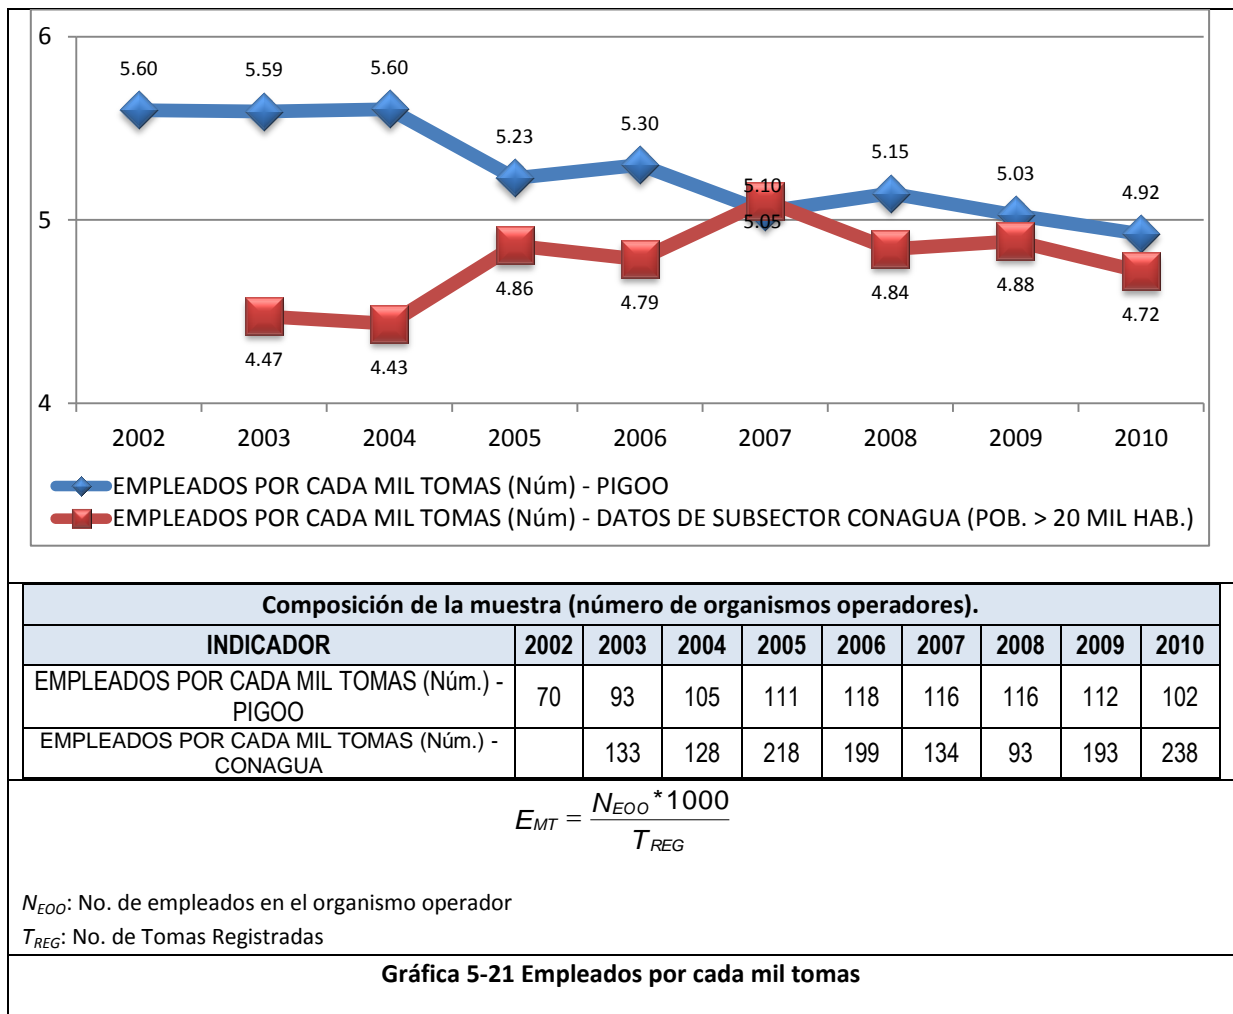 6
5.60 5.59 5.60 5.23 5.30 5.10 5.15 5.03 4.92
5
5.05
4.86 4.79 4.84 4.88 4.72
4.47 4.43
4
2002 2003 2004 2005 2006 2007 2008 2009 2010
EMPLEADOS POR CADA MIL TOMAS (Núm) - PIGOO
EMPLEADOS POR CADA MIL TOMAS (Núm) - DATOS DE SUBSECTOR CONAGUA (POB. > 20 MIL HAB.)
Composición de la muestra (número de organismos operadores).
INDICADOR 2002 2003 2004 2005 2006 2007 2008 2009 2010
EMPLEADOS POR CADA MIL TOMAS (Núm.) -
PIGOO 70 93 105 111 118 116 116 112 102
EMPLEADOS POR CADA MIL TOMAS (Núm.) -
CONAGUA 133 128 218 199 134 93 193 238
E_MT = N_EOO * 1000
T_REG
N_EOO: No. de empleados en el organismo operador
T_REG: No. de Tomas Registradas
Gráfica 5-21 Empleados por cada mil tomas